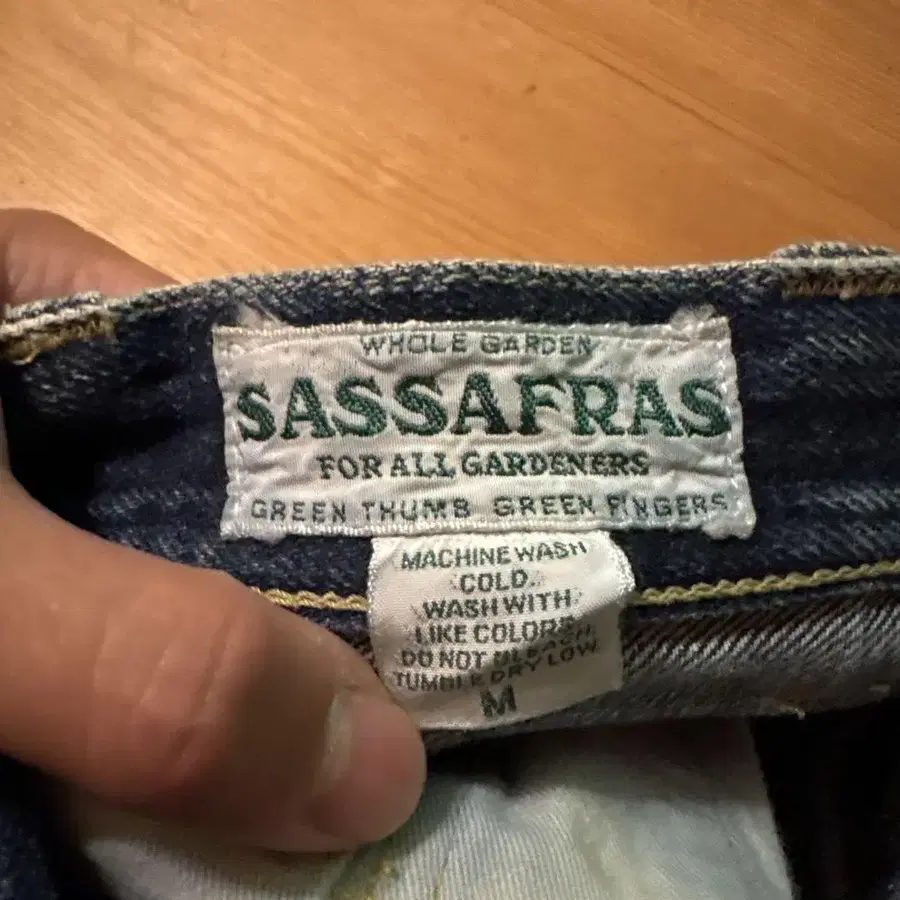 WHOLE GARDEN
SASSAFRAS
FOR ALL GARDENERS
GREEN THUMB GREEN FINGERS
MACHINE WASH
COLD.
WASH WITH
LIKE COLORS.
DO NOT BLEACH
TUMBLE DRY LOW
M